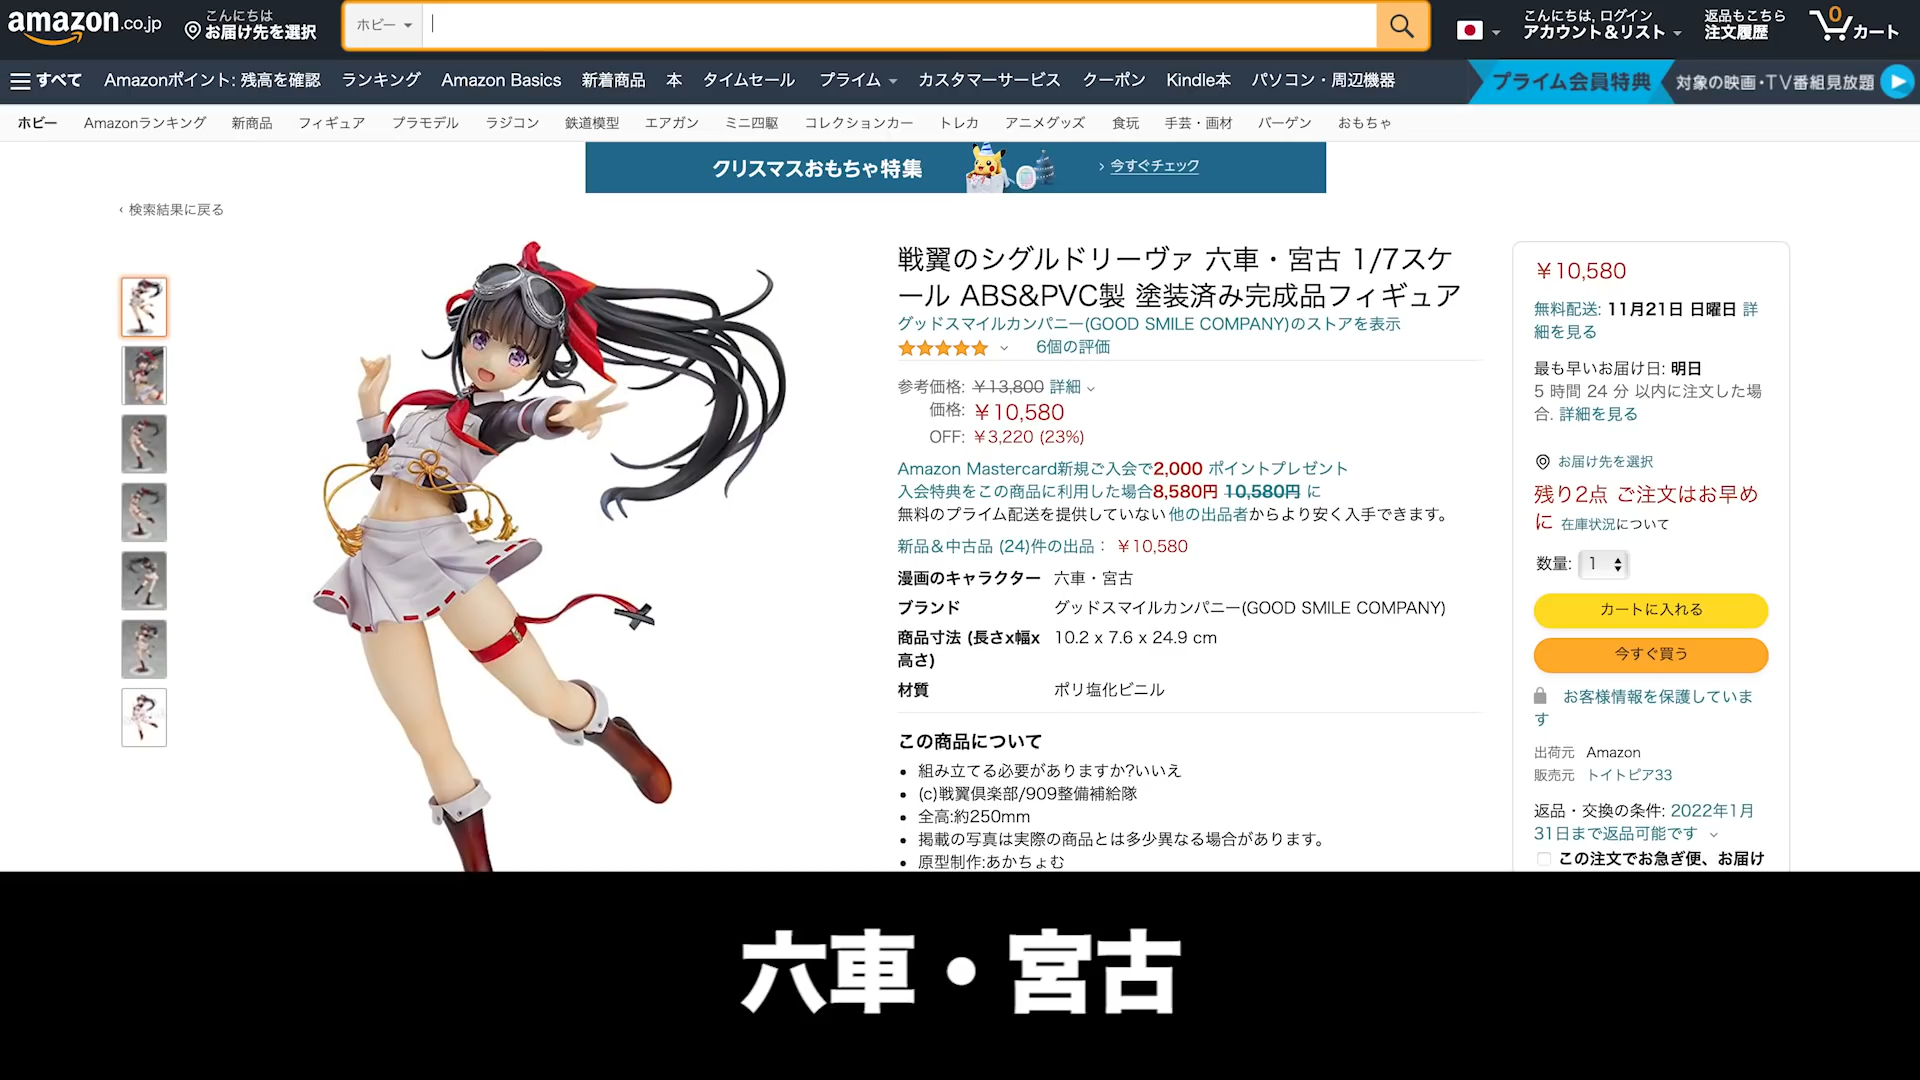 amazon.co.jp
こんにちは
お届け先を選択
ホビー
こんにちは, ログイン
アカウント&リスト
返品もこちら
注文履歴
0
カート
すべて
Amazonポイント: 残高を確認
ランキング
Amazon Basics
新着商品
本
タイムセール
プライム
カスタマーサービス
クーポン
Kindle本
パソコン・周辺機器
プライム会員特典
対象の映画・TV番組見放題
ホビー
Amazonランキング
新商品
フィギュア
プラモデル
ラジコン
鉄道模型
エアガン
ミニ四駆
コレクションカー
トレカ
アニメグッズ
食玩
手芸・画材
バーゲン
おもちゃ
クリスマスおもちゃ特集
› 今すぐチェック
‹ 検索結果に戻る
戦翼のシグルドリーヴァ 六車・宮古 1/7スケ
ール ABS&PVC製 塗装済み完成品フィギュア
グッドスマイルカンパニー(GOOD SMILE COMPANY)のストアを表示
6個の評価
参考価格: ￥13,800 詳細
価格: ￥10,580
OFF: ￥3,220 (23%)
Amazon Mastercard新規ご入会で2,000 ポイントプレゼント
入会特典をこの商品に利用した場合8,580円 10,580円 に
無料のプライム配送を提供していない 他の出品者からより安く入手できます。
新品＆中古品 (24)件の出品： ￥10,580
漫画のキャラクター 六車・宮古
ブランド グッドスマイルカンパニー(GOOD SMILE COMPANY)
商品寸法 (長さx幅x 10.2 x 7.6 x 24.9 cm
高さ)
材質 ポリ塩化ビニル
この商品について
• 組み立てる必要がありますか?いいえ
• (c)戦翼倶楽部/909整備補給隊
• 全高:約250mm
• 掲載の写真は実際の商品とは多少異なる場合があります。
• 原型制作:あかちょむ
￥10,580
無料配送: 11月21日 日曜日 詳
細を見る
最も早いお届け日: 明日
5 時間 24 分 以内に注文した場
合. 詳細を見る
お届け先を選択
残り2点 ご注文はお早め
に 在庫状況について
数量: 1
カートに入れる
今すぐ買う
お客様情報を保護していま
す
出荷元 Amazon
販売元 トイトピア33
返品・交換の条件: 2022年1月
31日まで返品可能です
この注文でお急ぎ便、お届け
六車・宮古